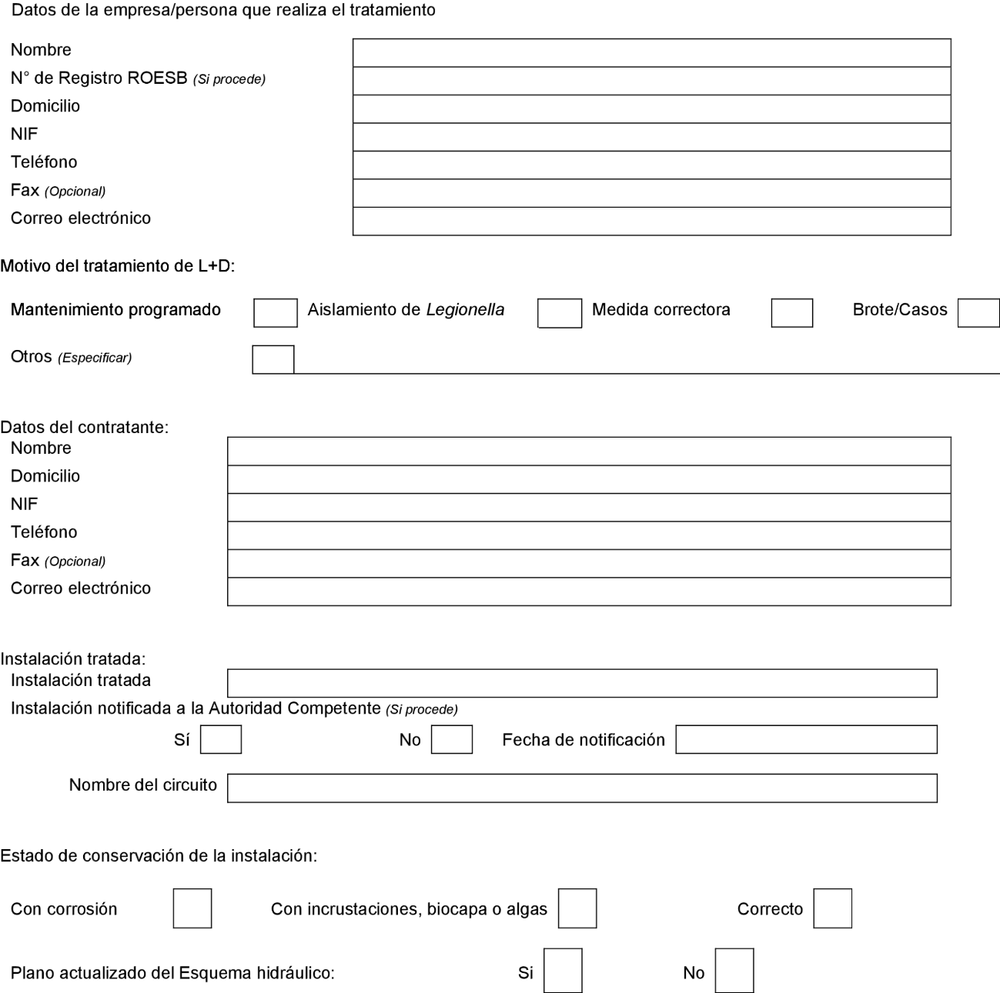 Datos de la empresa/persona que realiza el tratamiento
Nombre
N° de Registro ROESB (Si procede)
Domicilio
NIF
Teléfono
Fax (Opcional)
Correo electrónico
Motivo del tratamiento de L+D:
Mantenimiento programado Aislamiento de Legionella Medida correctora Brote/Casos
Otros (Especificar)
Datos del contratante:
Nombre
Domicilio
NIF
Teléfono
Fax (Opcional)
Correo electrónico
Instalación tratada:
Instalación tratada
Instalación notificada a la Autoridad Competente (Si procede)
Sí No Fecha de notificación
Nombre del circuito
Estado de conservación de la instalación:
Con corrosión Con incrustaciones, biocapa o algas Correcto
Plano actualizado del Esquema hidráulico: Si No